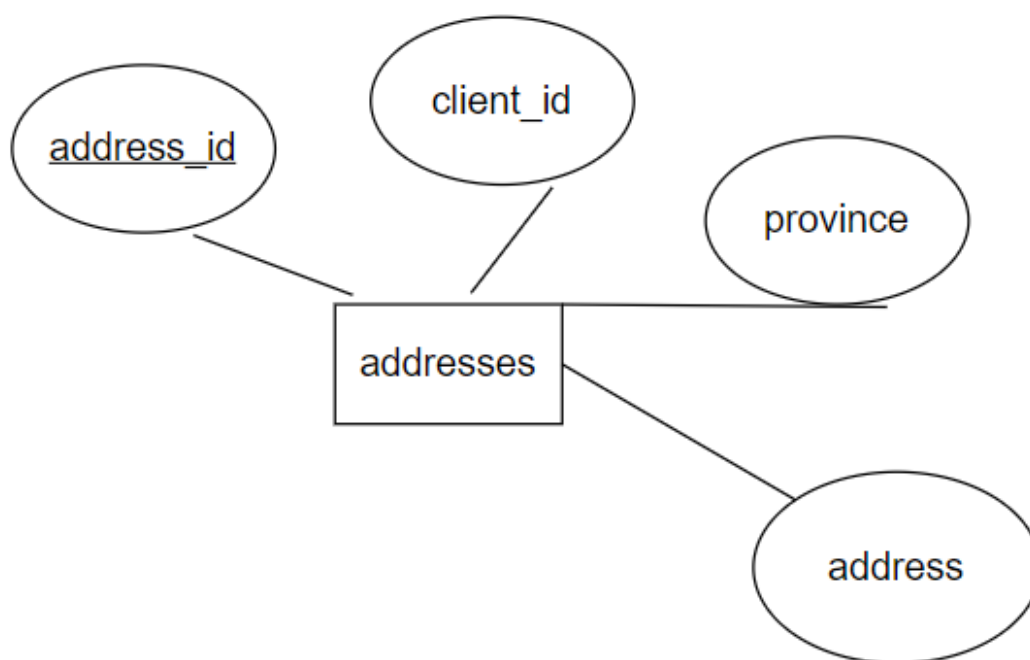 client_id
address_id
province
addresses
address